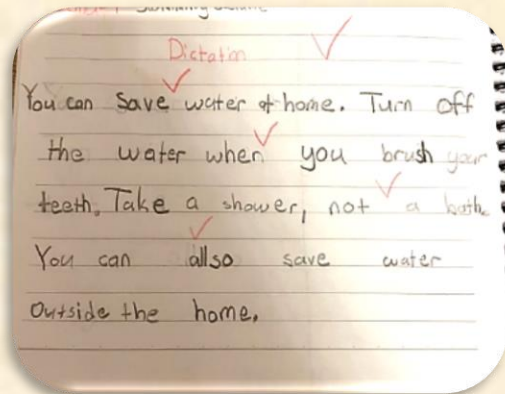 Dictation
You can Save water at home. Turn off
the water when you brush your
teeth. Take a shower, not a bath.
You can allso save water
Outside the home.